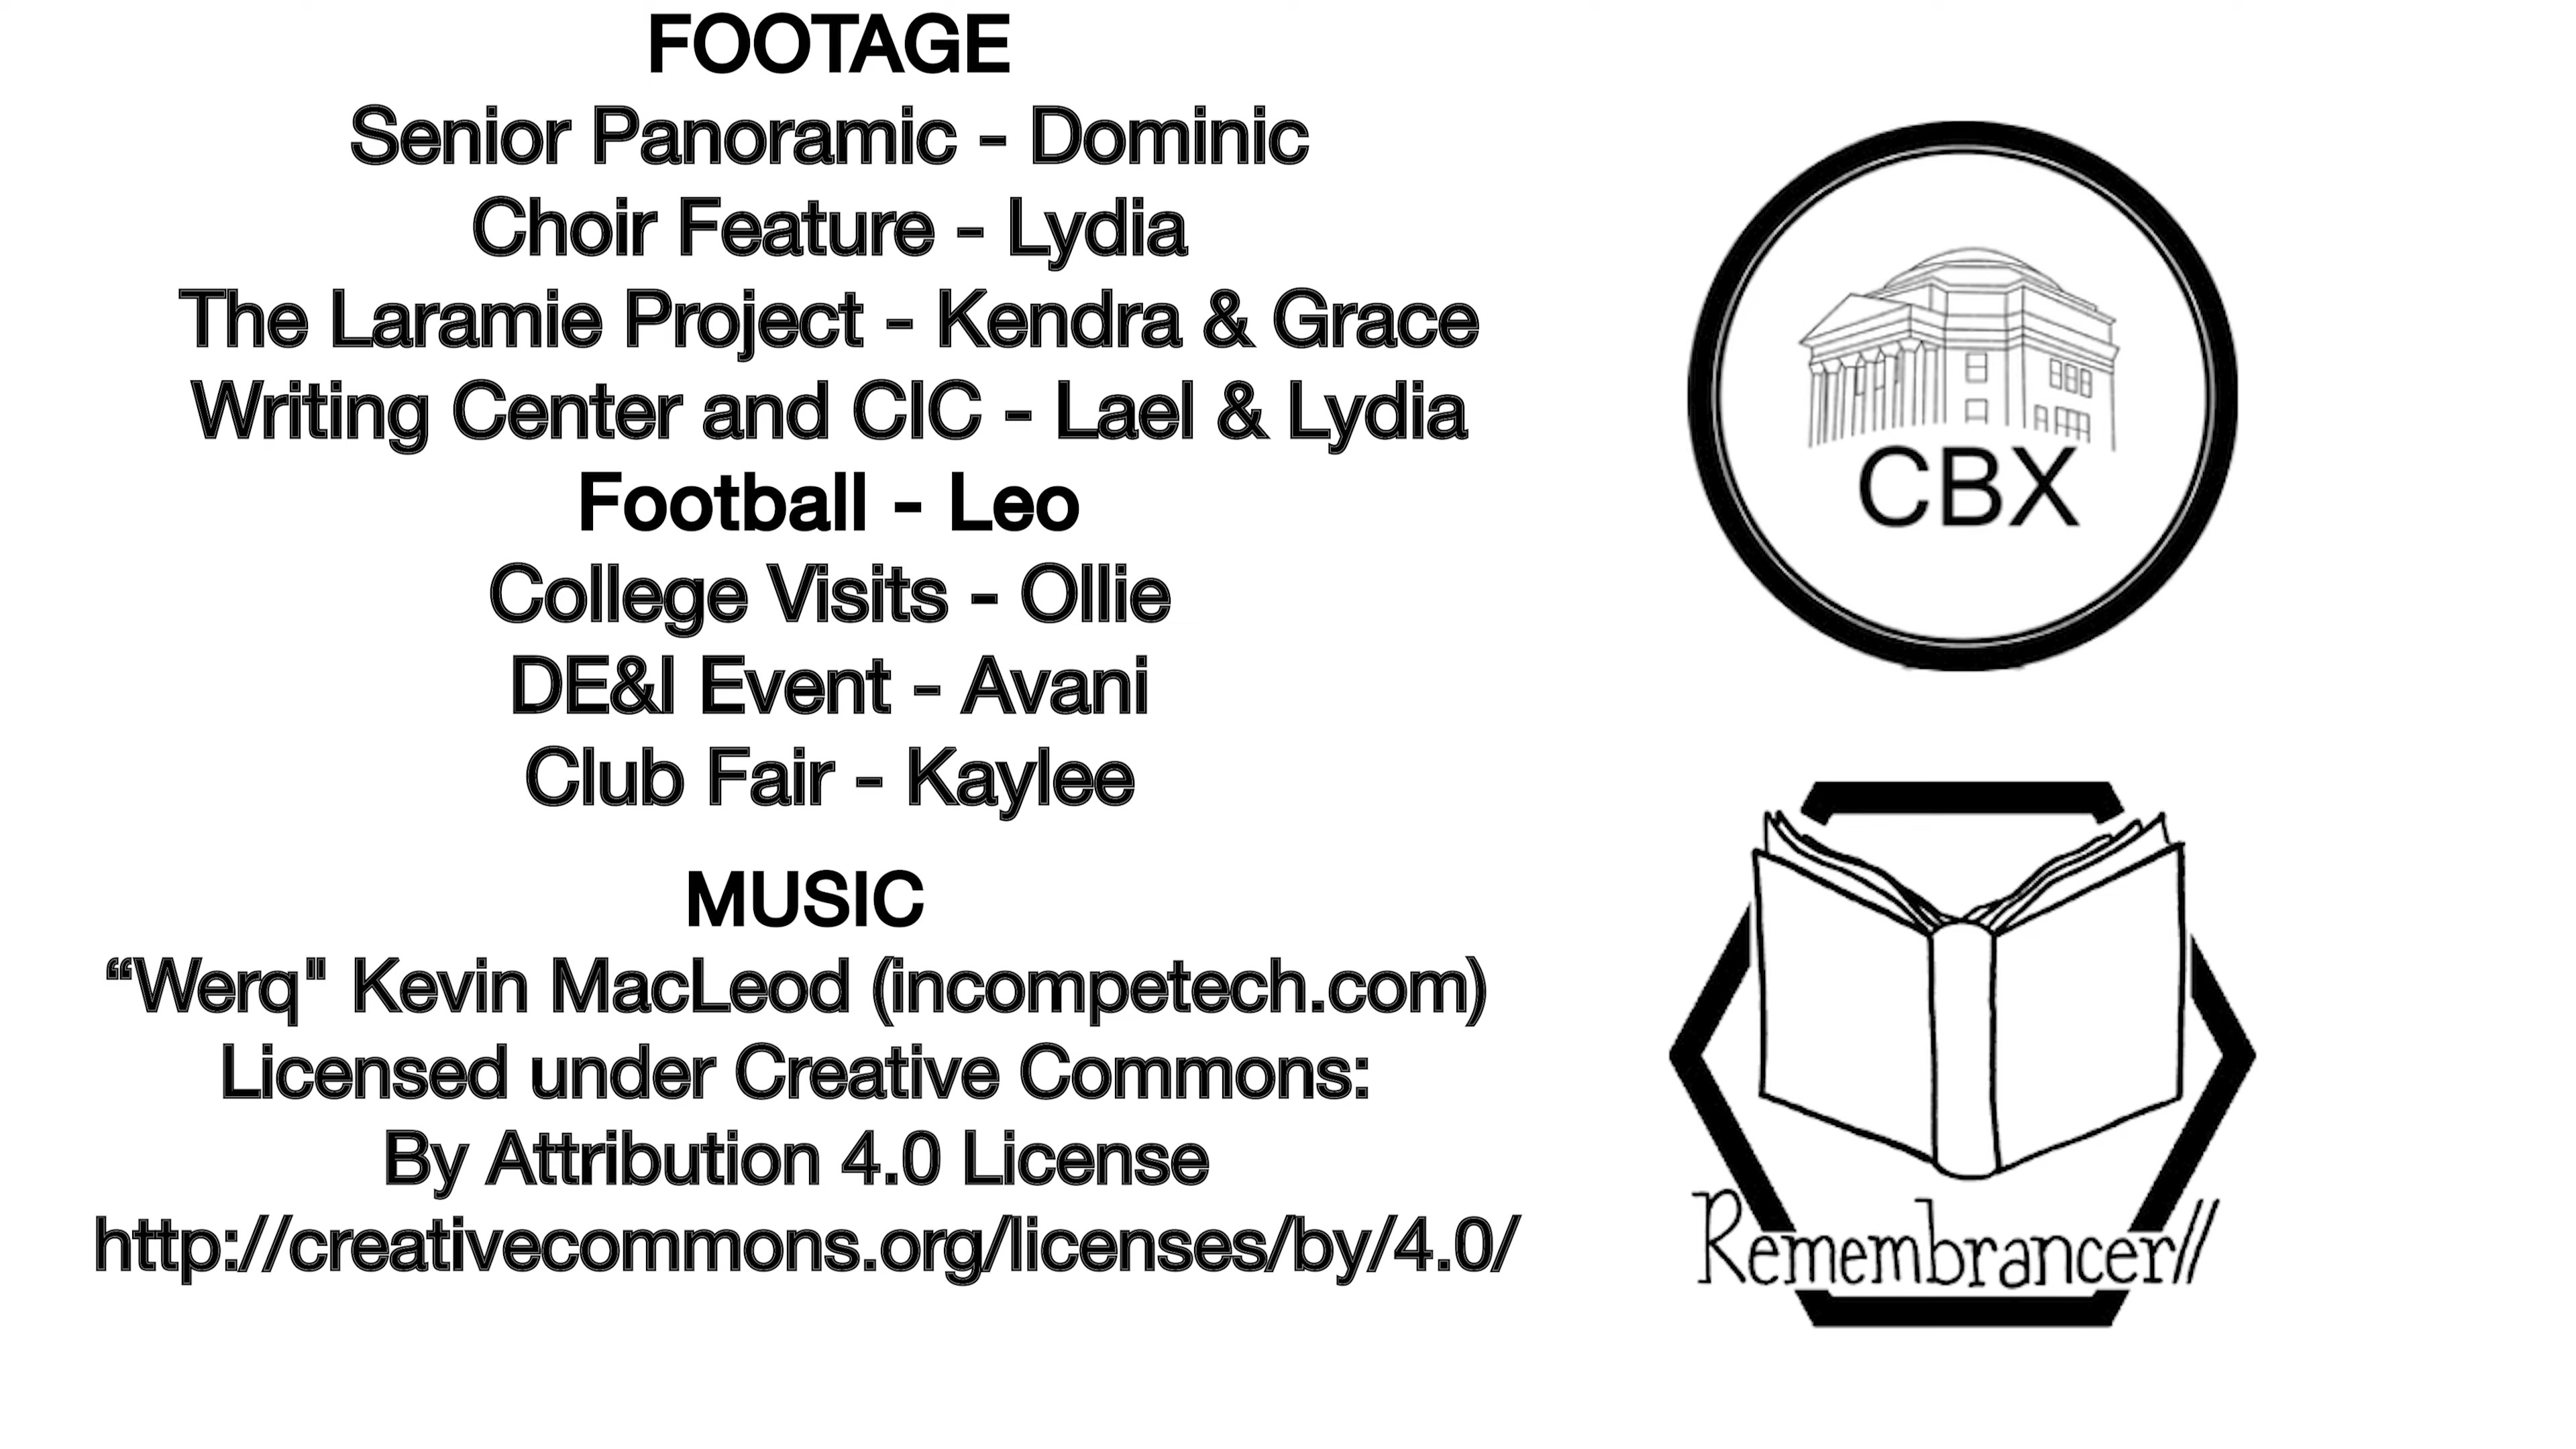 FOOTAGE
Senior Panoramic - Dominic
Choir Feature - Lydia
The Laramie Project - Kendra & Grace
Writing Center and CIC - Lael & Lydia
Football - Leo
College Visits - Ollie
DE&I Event - Avani
Club Fair - Kaylee
MUSIC
“Werq" Kevin MacLeod (incompetech.com)
Licensed under Creative Commons:
By Attribution 4.0 License
http://creativecommons.org/licenses/by/4.0/
CBX
Remembrancer//